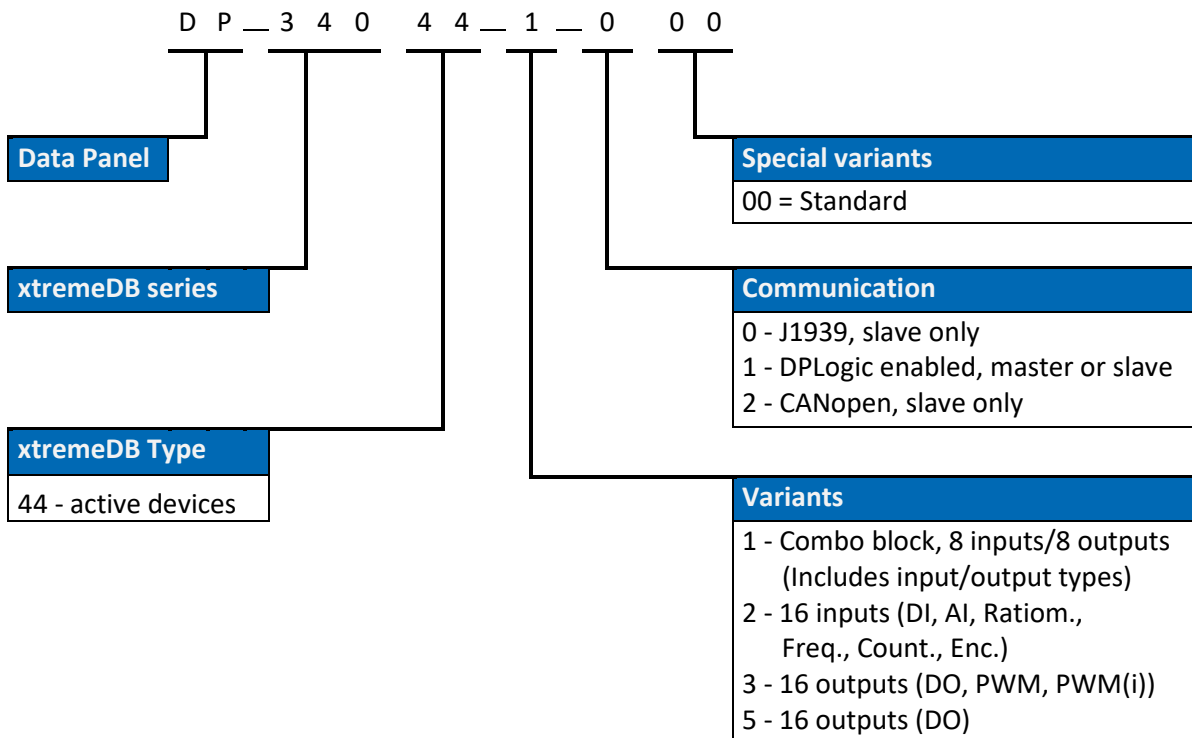 D P – 3 4 0 4 4 – 1 – 0 0 0
Data Panel
Special variants
00 = Standard
xtremeDB series
Communication
0 - J1939, slave only
1 - DPLogic enabled, master or slave
2 - CANopen, slave only
xtremeDB Type
44 - active devices
Variants
1 - Combo block, 8 inputs/8 outputs
(Includes input/output types)
2 - 16 inputs (DI, AI, Ratiom.,
Freq., Count., Enc.)
3 - 16 outputs (DO, PWM, PWM(i))
5 - 16 outputs (DO)